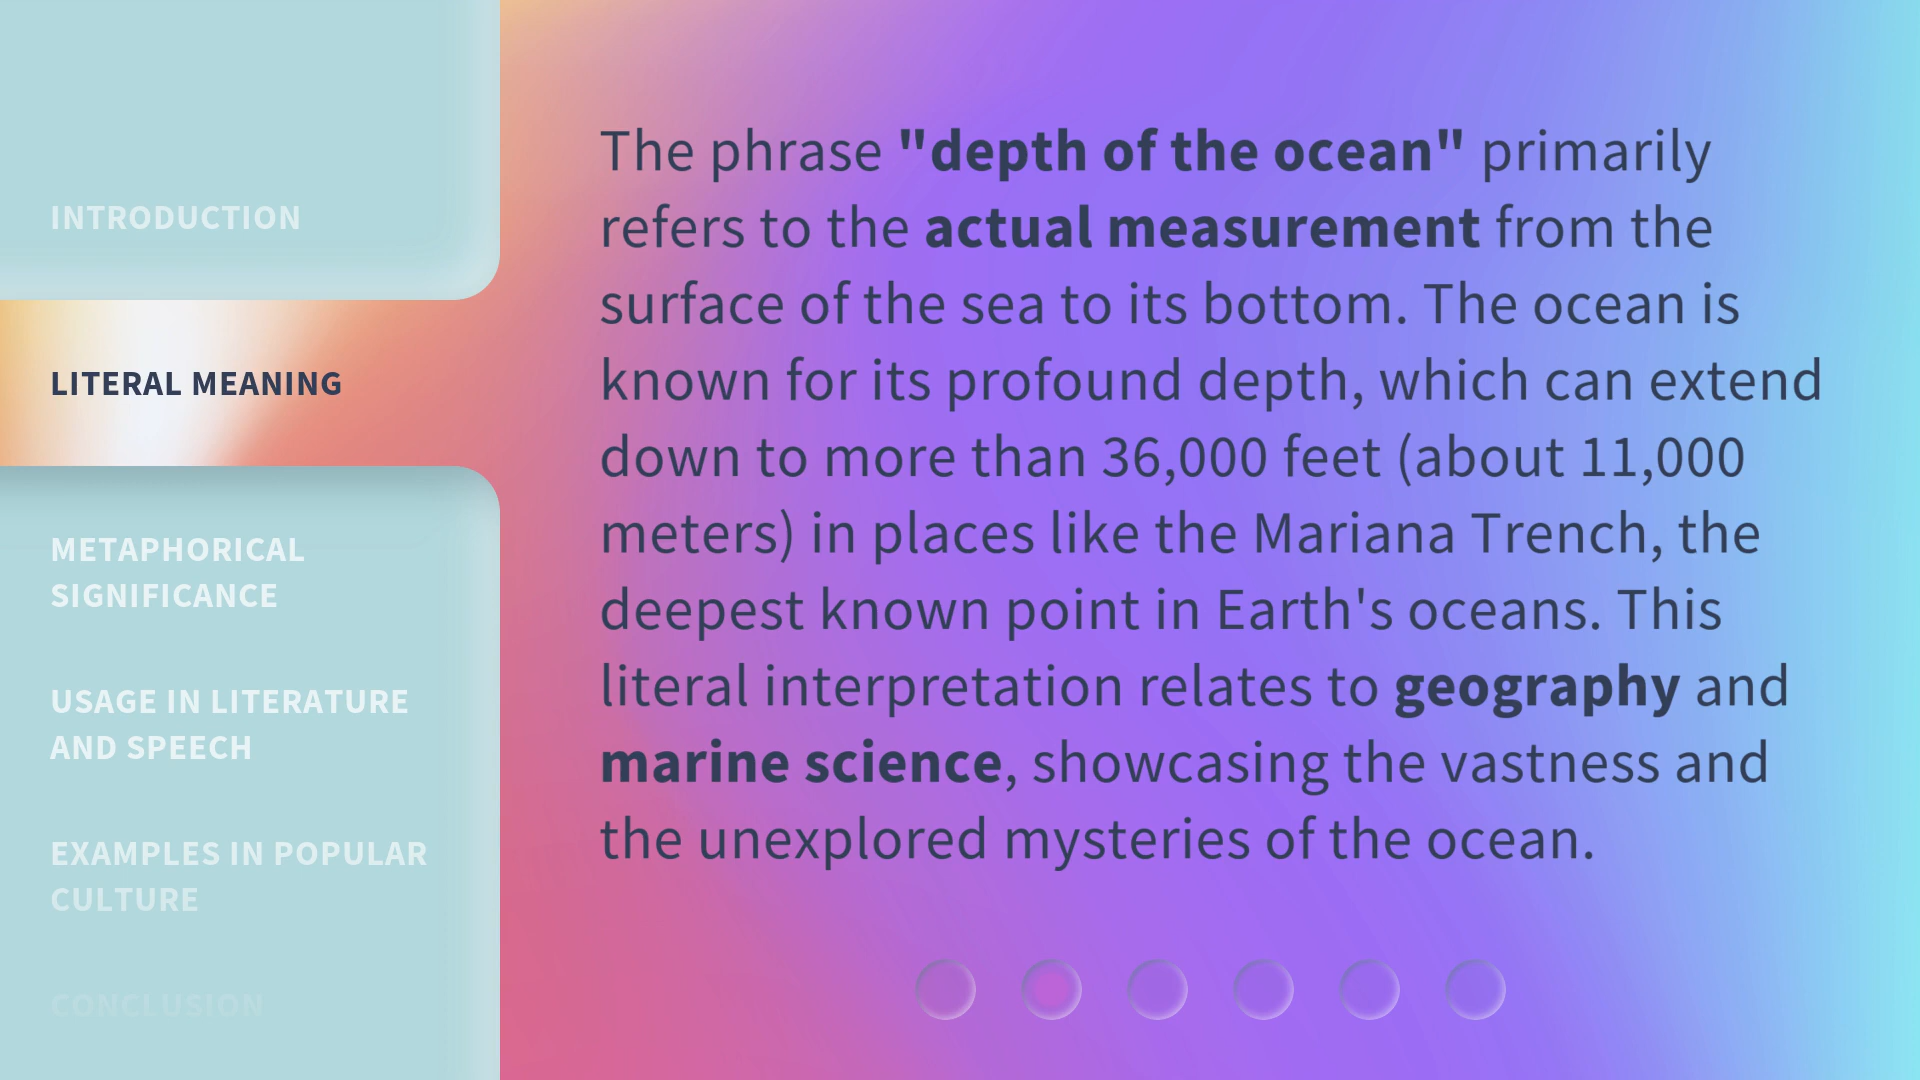 INTRODUCTION
LITERAL MEANING
METAPHORICAL
SIGNIFICANCE
USAGE IN LITERATURE
AND SPEECH
EXAMPLES IN POPULAR
CULTURE
CONCLUSION
The phrase "depth of the ocean" primarily
refers to the actual measurement from the
surface of the sea to its bottom. The ocean is
known for its profound depth, which can extend
down to more than 36,000 feet (about 11,000
meters) in places like the Mariana Trench, the
deepest known point in Earth's oceans. This
literal interpretation relates to geography and
marine science, showcasing the vastness and
the unexplored mysteries of the ocean.